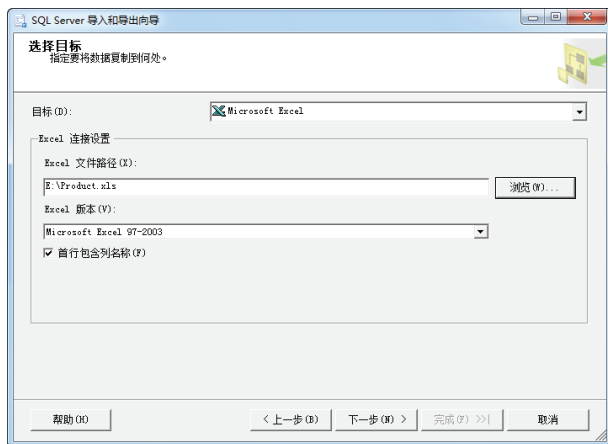 SQL Server 导入和导出向导
选择目标
指定要将数据复制到何处。
目标(D):
Microsoft Excel
Excel 连接设置
Excel 文件路径(X):
E:\Product.xls
浏览(W)...
Excel 版本(V):
Microsoft Excel 97-2003
首行包含列名称(F)
帮助(H)
< 上一步(B)
下一步(N) >
完成(F) >>|
取消